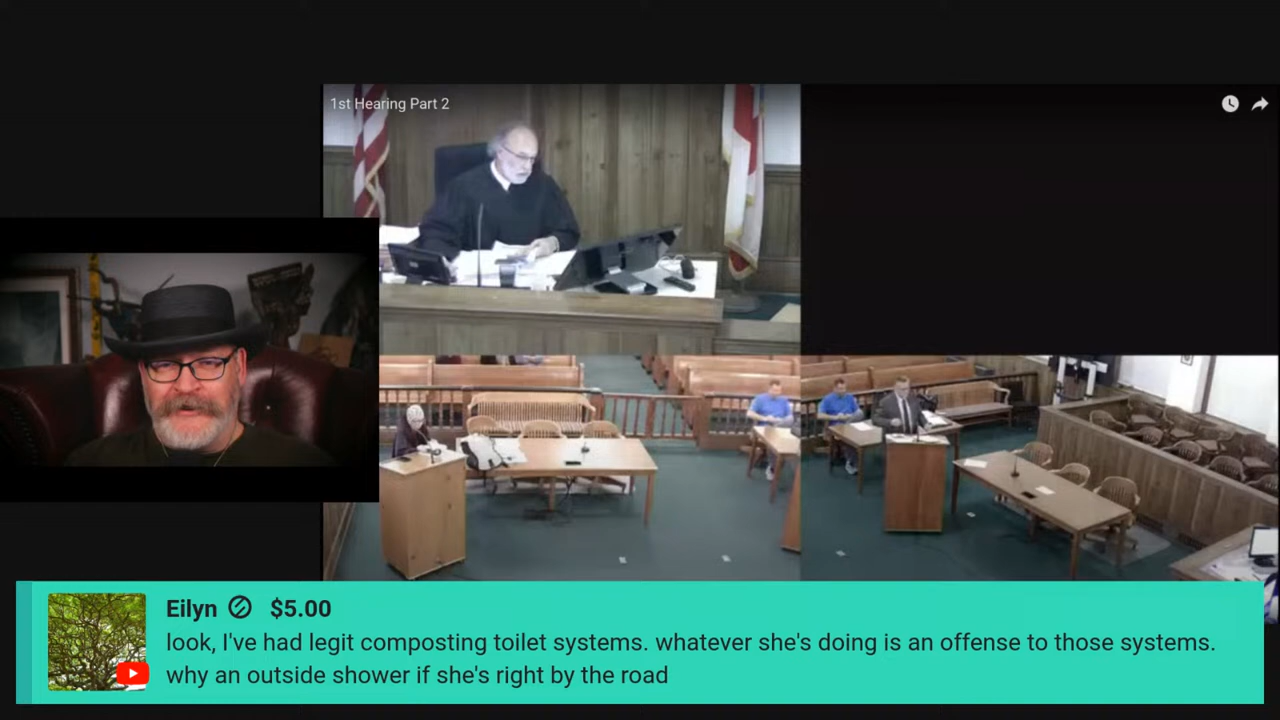 1st Hearing Part 2
Eilyn $5.00
look, I've had legit composting toilet systems. whatever she's doing is an offense to those systems.
why an outside shower if she's right by the road